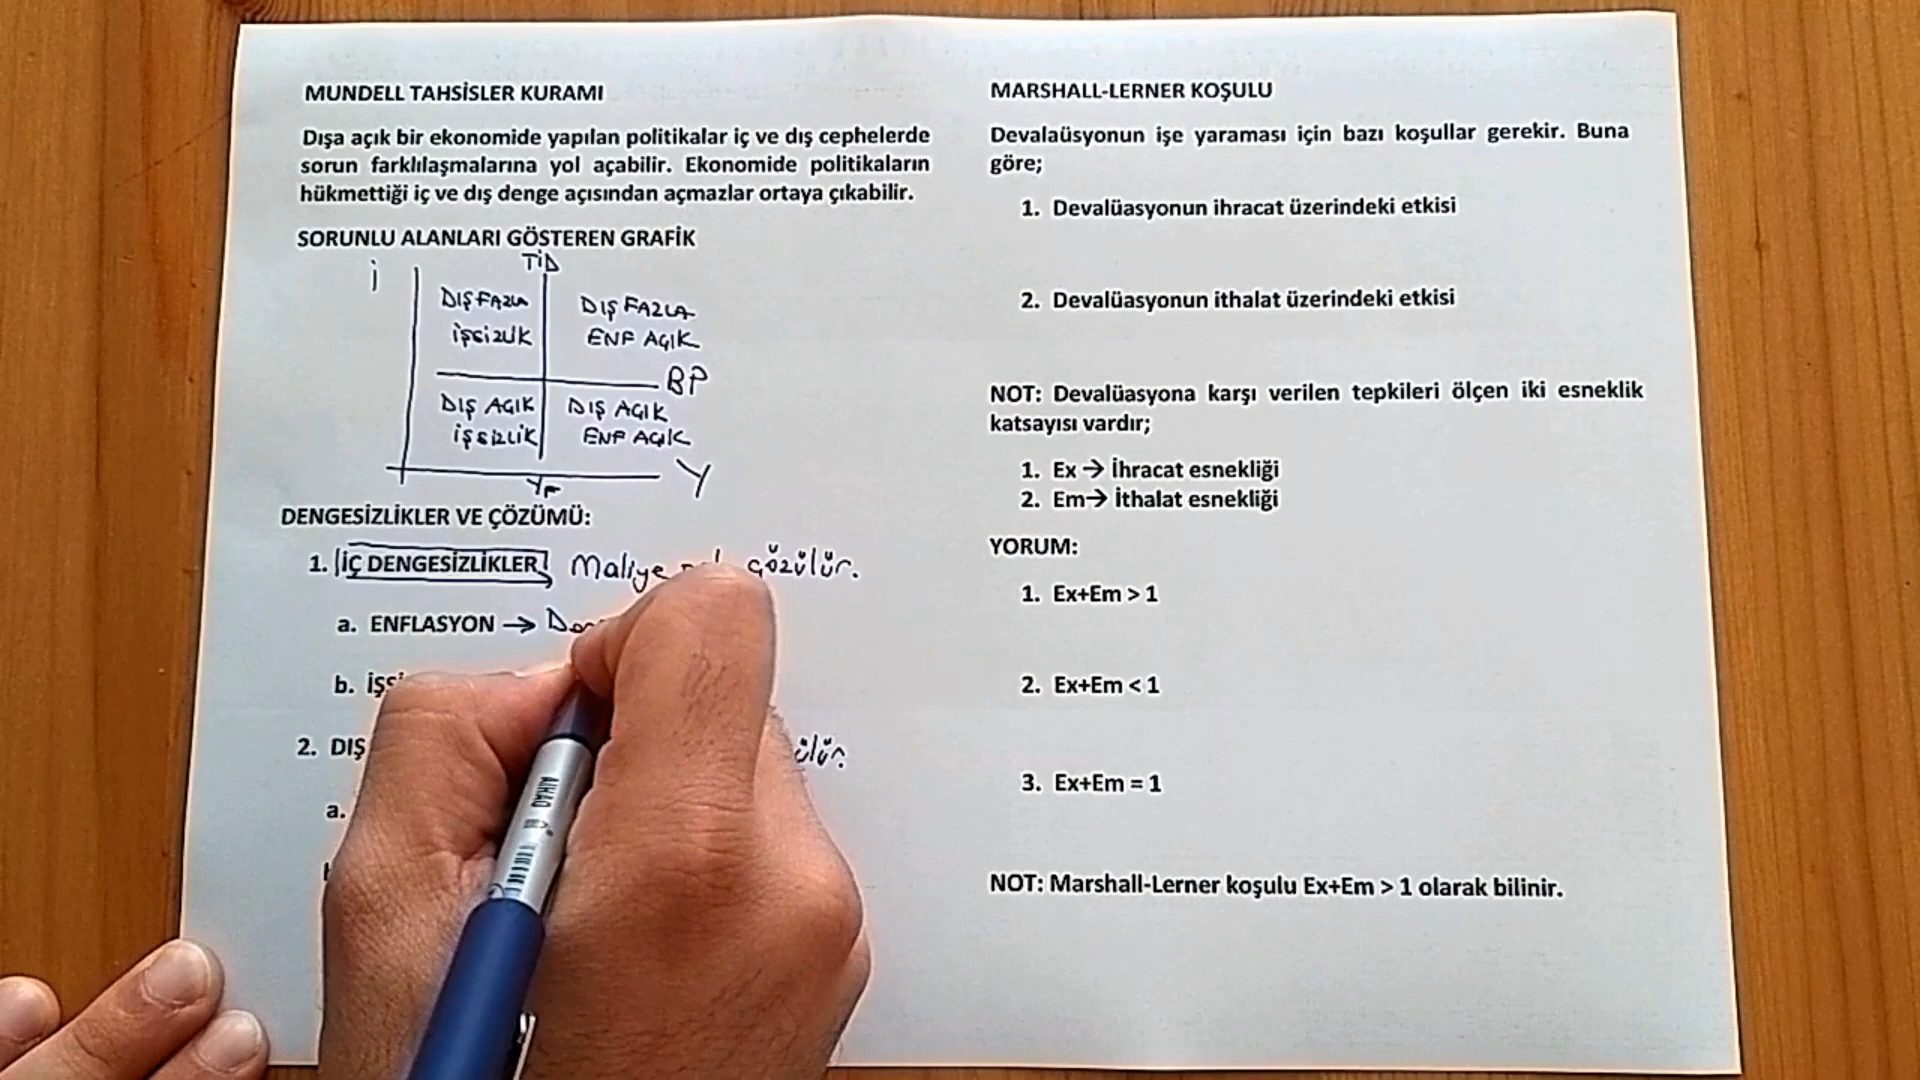 MUNDELL TAHSİSLER KURAMI
Dışa açık bir ekonomide yapılan politikalar iç ve dış cephelerde
sorun farklılaşmalarına yol açabilir. Ekonomide politikaların
hükmettiği iç ve dış denge açısından açmazlar ortaya çıkabilir.
SORUNLU ALANLARI GÖSTEREN GRAFİK
TİD
i
DIŞ FAZLA
İŞSİZLİK
DIŞ FAZLA
ENF AÇIK
BP
DIŞ AÇIK
İŞSİZLİK
DIŞ AÇIK
ENF AÇIK
Y
YF
DENGESİZLİKLER VE ÇÖZÜMÜ:
1. İÇ DENGESİZLİKLER Maliye çözülür.
a. ENFLASYON →
b.
2. DIŞ
a.
MARSHALL-LERNER KOŞULU
Devalaüsyonun işe yaraması için bazı koşullar gerekir. Buna
göre;
1. Devalüasyonun ihracat üzerindeki etkisi
2. Devalüasyonun ithalat üzerindeki etkisi
NOT: Devalüasyona karşı verilen tepkileri ölçen iki esneklik
katsayısı vardır;
1. Ex → İhracat esnekliği
2. Em→ İthalat esnekliği
YORUM:
1. Ex+Em > 1
2. Ex+Em < 1
3. Ex+Em = 1
NOT: Marshall-Lerner koşulu Ex+Em > 1 olarak bilinir.